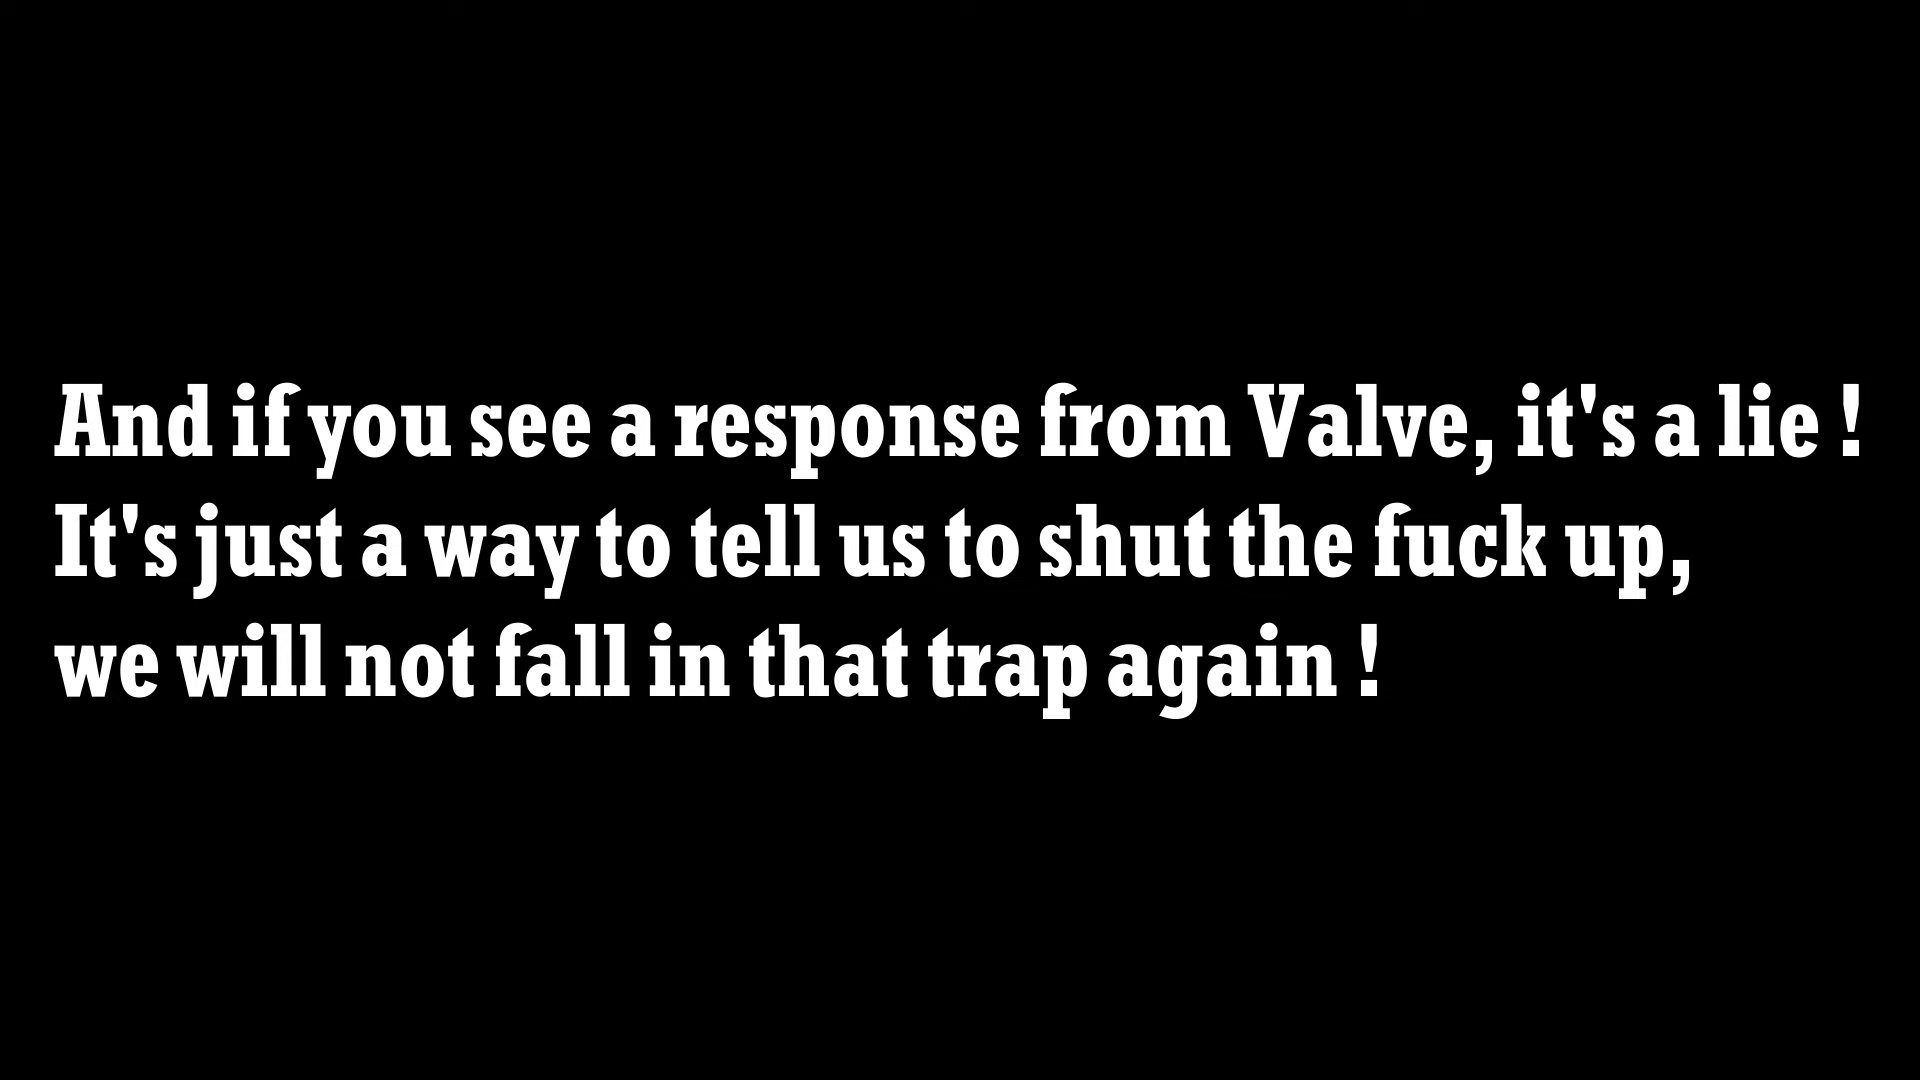 And if you see a response from Valve, it's a lie !
It's just a way to tell us to shut the fuck up,
we will not fall in that trap again !